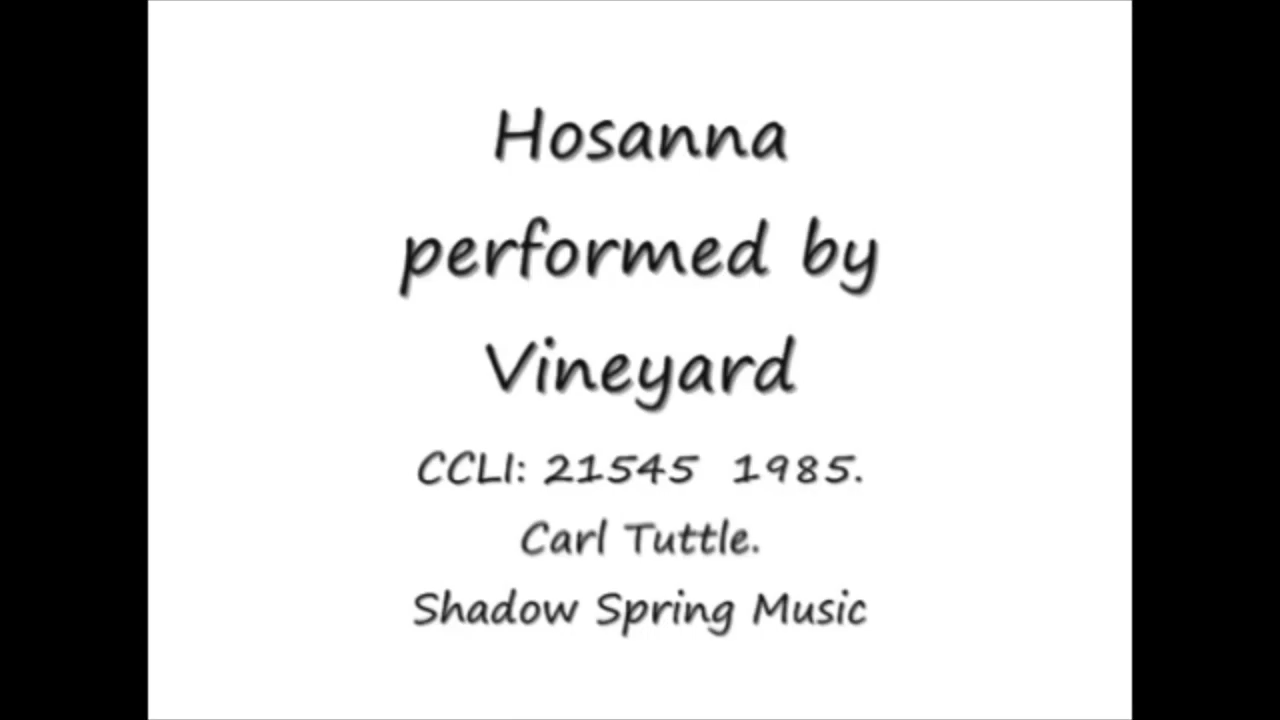 Hosanna
performed by
Vineyard
CCLI: 21545 1985.
Carl Tuttle.
Shadow Spring Music